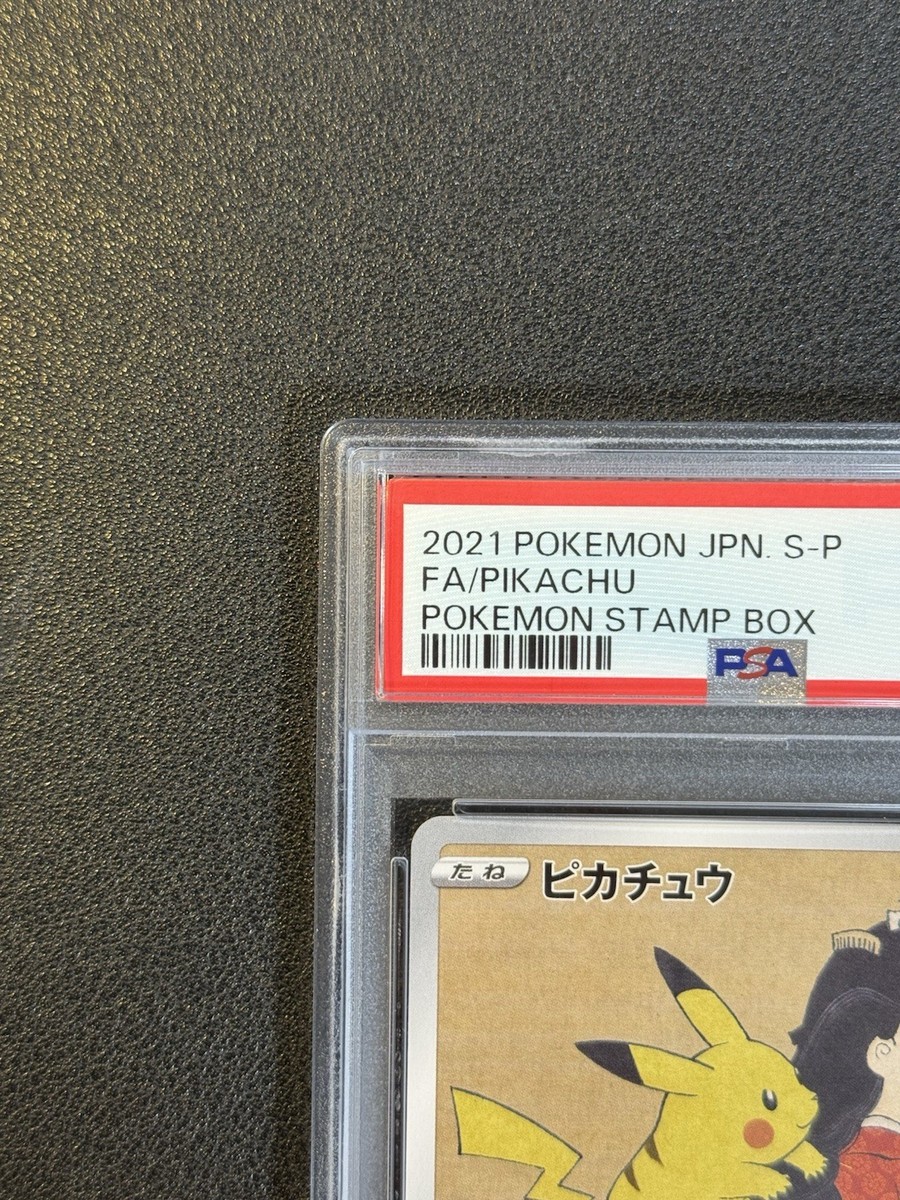 2021 POKEMON JPN. S-P
FA/PIKACHU
POKEMON STAMP BOX
PSA
たね ピカチュウ